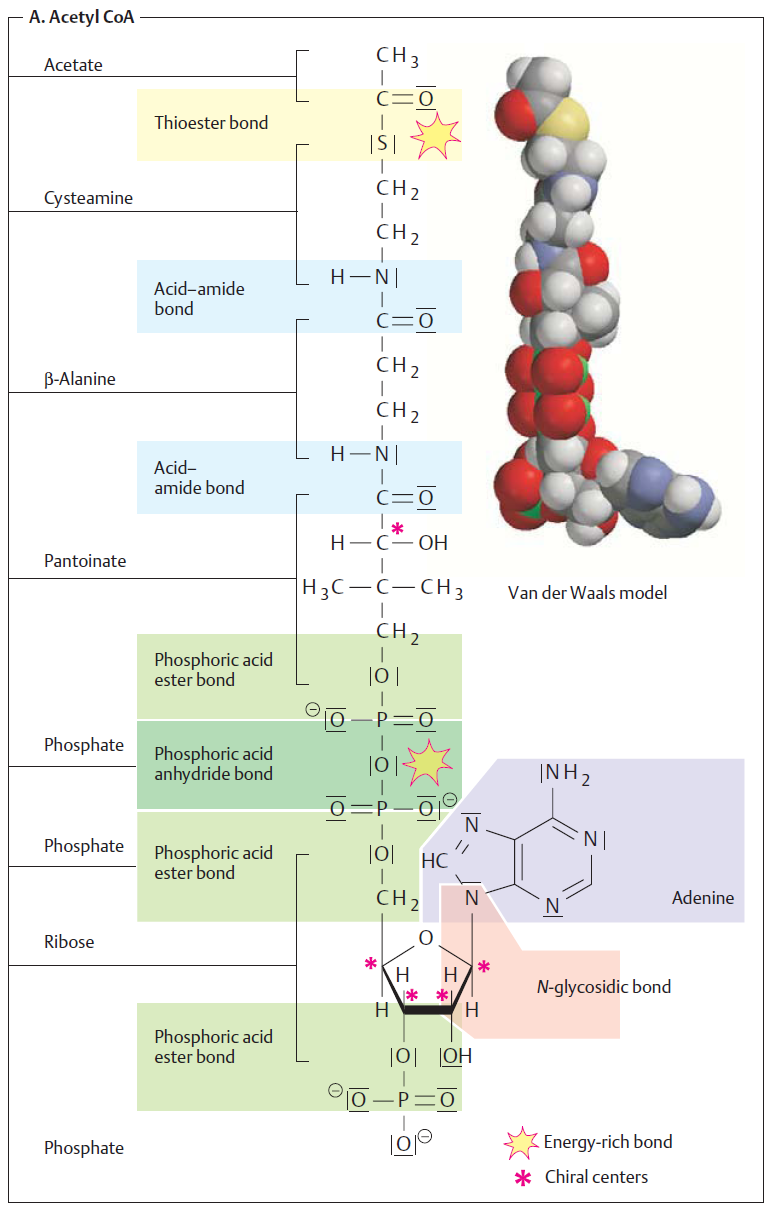 A. Acetyl CoA
Acetate
CH3
C=O
Thioester bond
|S|
Cysteamine
CH2
CH2
H—N|
Acid–amide
bond
C=O
CH2
β-Alanine
CH2
H—N|
Acid–
amide bond
C=O
*
H—C—OH
Pantoinate
H3C—C—CH3
Van der Waals model
CH2
Phosphoric acid
ester bond
|O|
⊖|O—P=O
Phosphate
Phosphoric acid
anhydride bond
|O|
|NH2
O=P—O|⊖
N
N|
Phosphate
Phosphoric acid
ester bond
|O|
HC
CH2
N
N
Adenine
Ribose
O
*
*
H
H
N-glycosidic bond
*
*
H
H
Phosphoric acid
ester bond
|O|
|OH
⊖|O—P=O
|O|⊖
Energy-rich bond
Phosphate
* Chiral centers